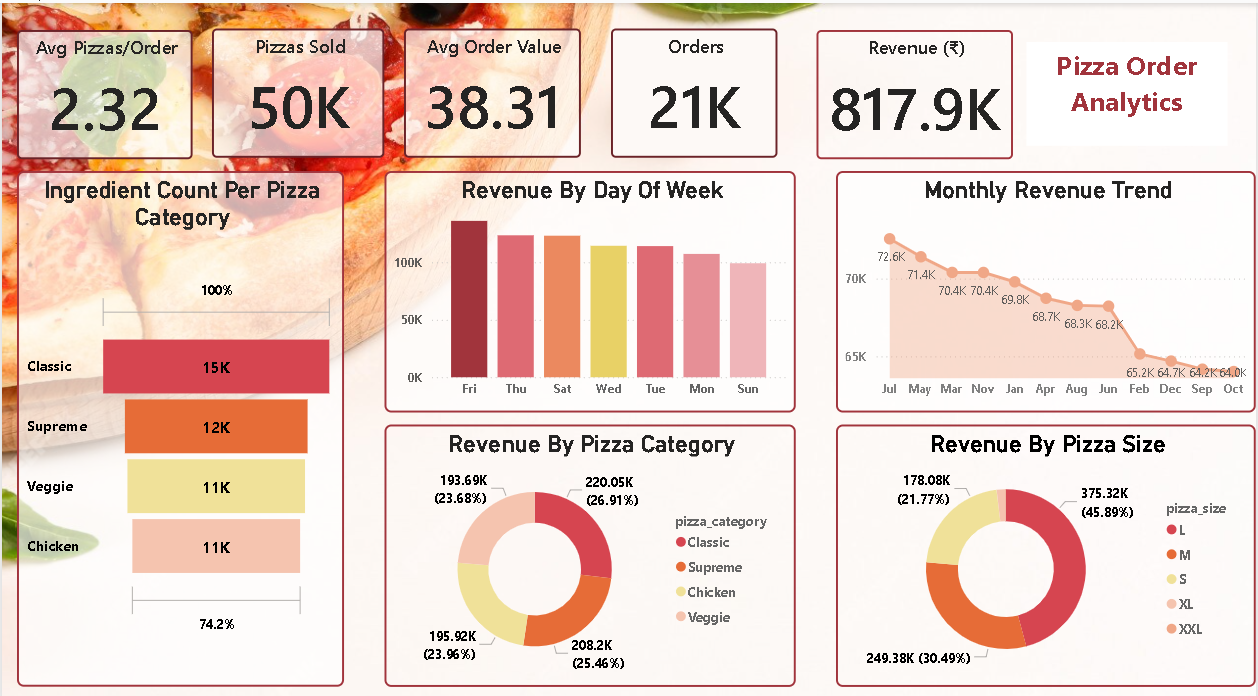 Avg Pizzas/Order
2.32
Pizzas Sold
50K
Avg Order Value
38.31
Orders
21K
Revenue (₹)
817.9K
Pizza Order
Analytics
Ingredient Count Per Pizza
Category
100%
Classic
15K
Supreme
12K
Veggie
11K
Chicken
11K
74.2%
Revenue By Day Of Week
100K
50K
0K
Fri Thu Sat Wed Tue Mon Sun
Monthly Revenue Trend
70K
65K
72.6K
71.4K
70.4K 70.4K
69.8K
68.7K
68.3K 68.2K
65.2K 64.7K 64.2K 64.0K
Jul May Mar Nov Jan Apr Aug Jun Feb Dec Sep Oct
Revenue By Pizza Category
193.69K
(23.68%)
220.05K
(26.91%)
195.92K
(23.96%)
208.2K
(25.46%)
pizza_category
Classic
Supreme
Chicken
Veggie
Revenue By Pizza Size
178.08K
(21.77%)
375.32K
(45.89%)
249.38K (30.49%)
pizza_size
L
M
S
XL
XXL